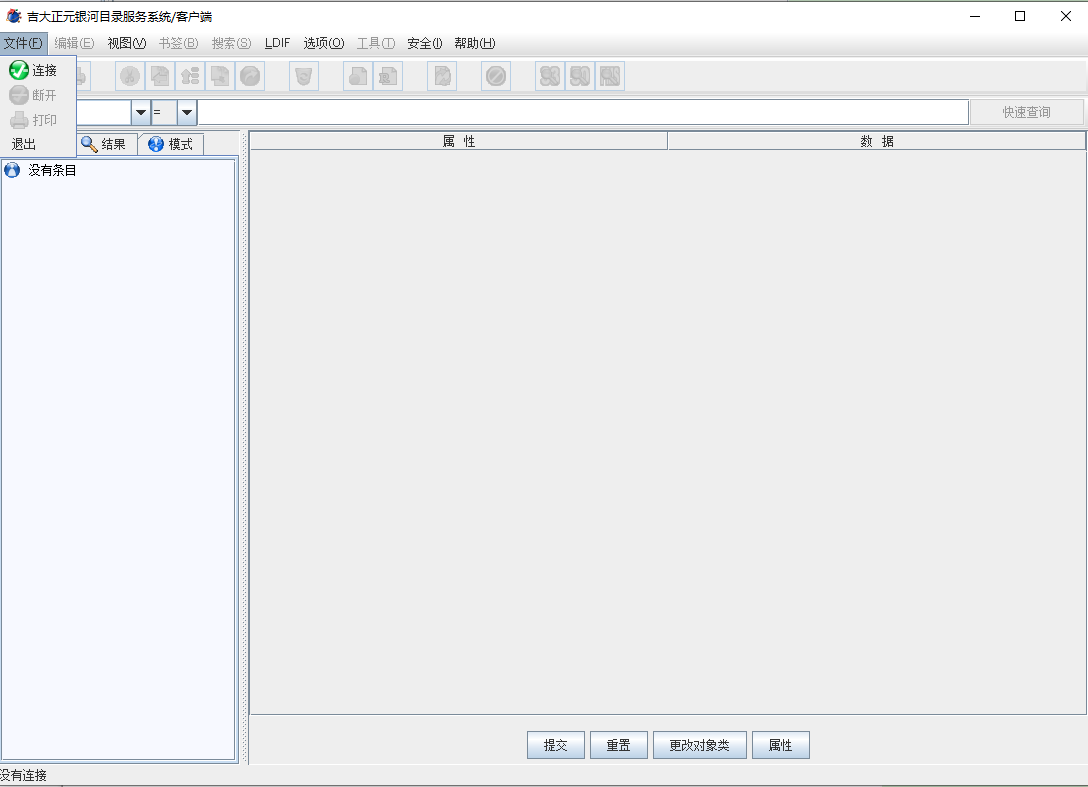 吉大正元银河目录服务系统/客户端
文件(F) 编辑(E) 视图(V) 书签(B) 搜索(S) LDIF 选项(O) 工具(T) 安全(I) 帮助(H)
连接
断开
打印
退出
= 快速查询
结果 模式
属 性 数 据
没有条目
提交 重置 更改对象类 属性
没有连接